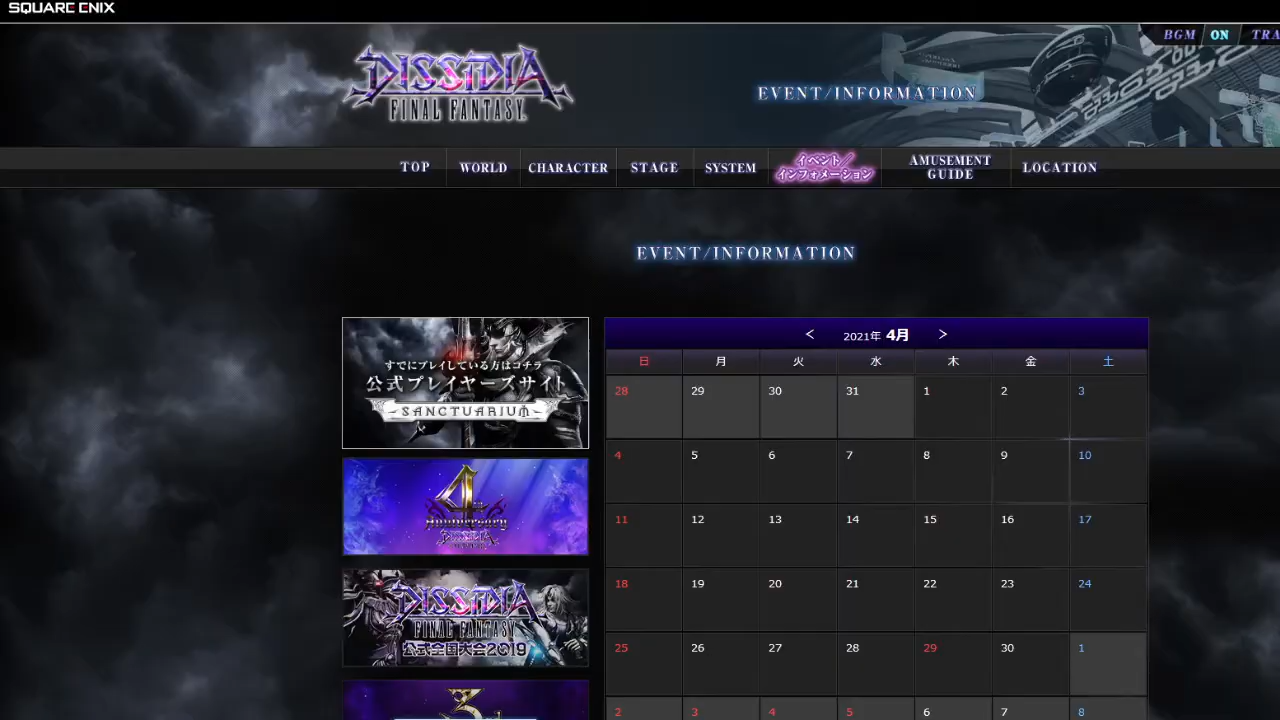 SQUARE ENIX
BGM ON TRA
DISSIDIA
FINAL FANTASY
EVENT/INFORMATION
TOP WORLD CHARACTER STAGE SYSTEM イベント/インフォメーション AMUSEMENT GUIDE LOCATION
EVENT/INFORMATION
すでにプレイしている方はコチラ
公式プレイヤーズサイト
SANCTUARIUM
4th
Anniversary
DISSIDIA
DISSIDIA
FINAL FANTASY
公式全国大会2019
3
< 2021年 4月 >
日 月 火 水 木 金 土
28 29 30 31 1 2 3
4 5 6 7 8 9 10
11 12 13 14 15 16 17
18 19 20 21 22 23 24
25 26 27 28 29 30 1
2 3 4 5 6 7 8